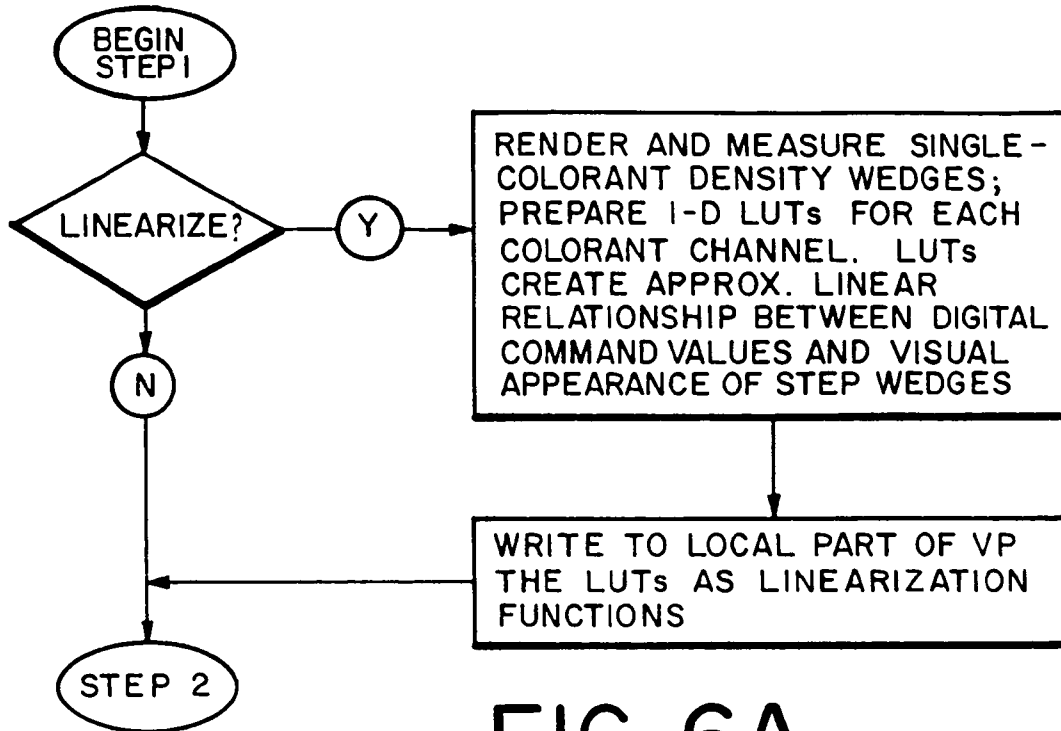 BEGIN
STEP 1
LINEARIZE?
Y
N
RENDER AND MEASURE SINGLE-
COLORANT DENSITY WEDGES;
PREPARE 1-D LUTs FOR EACH
COLORANT CHANNEL. LUTs
CREATE APPROX. LINEAR
RELATIONSHIP BETWEEN DIGITAL
COMMAND VALUES AND VISUAL
APPEARANCE OF STEP WEDGES
WRITE TO LOCAL PART OF VP
THE LUTs AS LINEARIZATION
FUNCTIONS
STEP 2
FIG. 6A